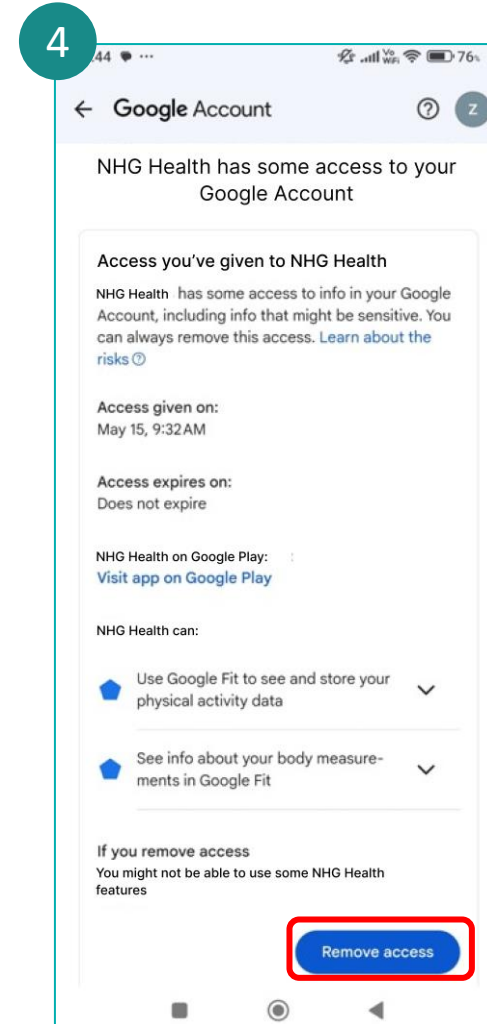 4
:44 ... Vo WiFi 76%
Google Account Z
NHG Health has some access to your
Google Account
Access you've given to NHG Health
NHG Health has some access to info in your Google
Account, including info that might be sensitive. You
can always remove this access. Learn about the
risks
Access given on:
May 15, 9:32 AM
Access expires on:
Does not expire
NHG Health on Google Play:
Visit app on Google Play
NHG Health can:
Use Google Fit to see and store your
physical activity data
See info about your body measure-
ments in Google Fit
If you remove access
You might not be able to use some NHG Health
features
Remove access